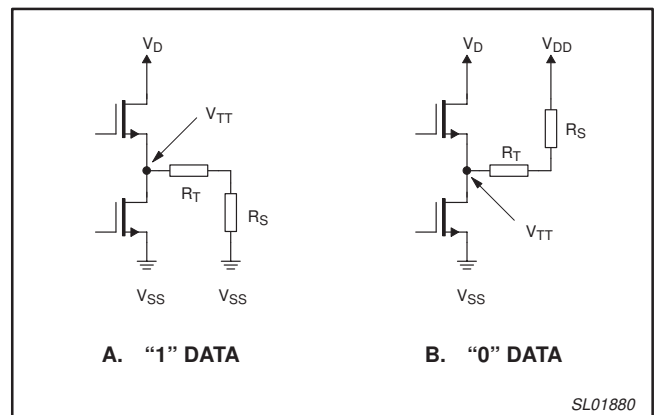 VD
VTT
RT
RS
VSS
VSS
A. “1” DATA
VD
VDD
RS
RT
VTT
VSS
B. “0” DATA
SL01880